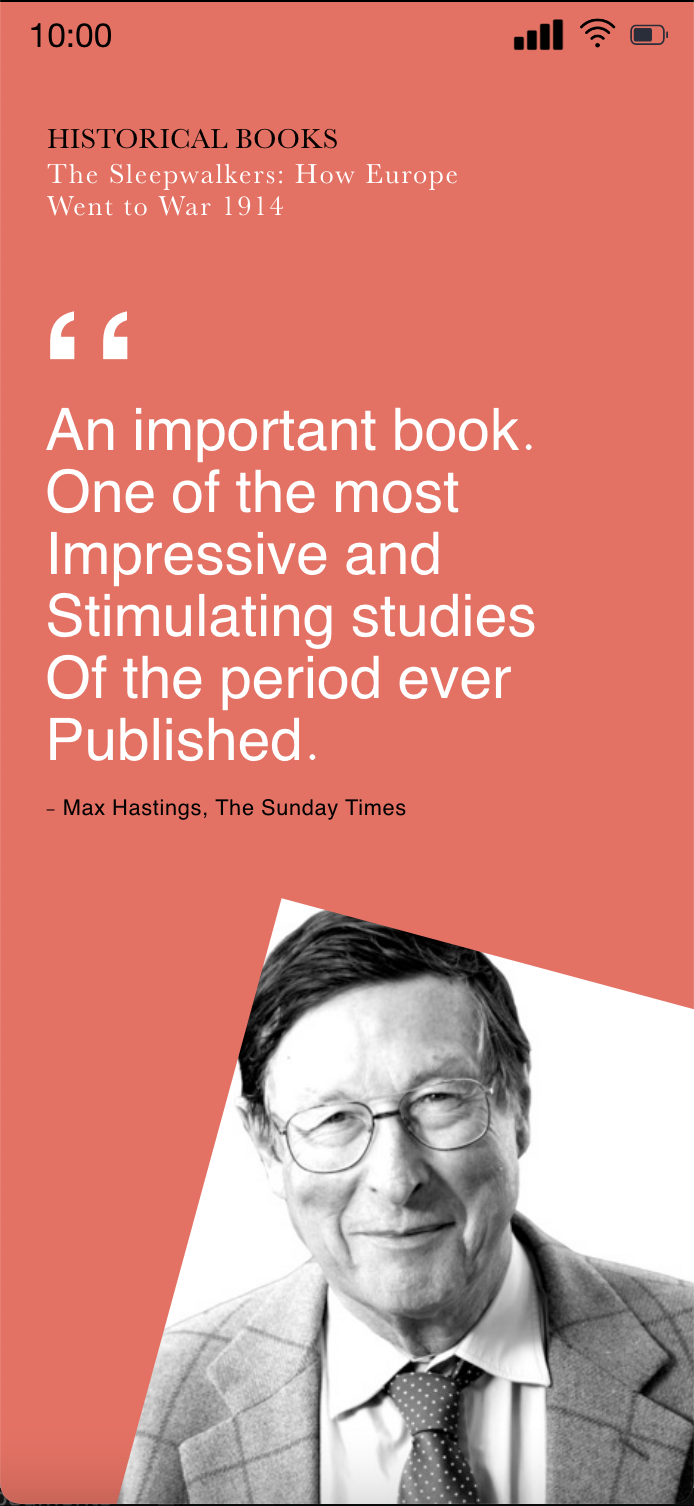 10:00
HISTORICAL BOOKS
The Sleepwalkers: How Europe
Went to War 1914
“
An important book.
One of the most
Impressive and
Stimulating studies
Of the period ever
Published.
– Max Hastings, The Sunday Times